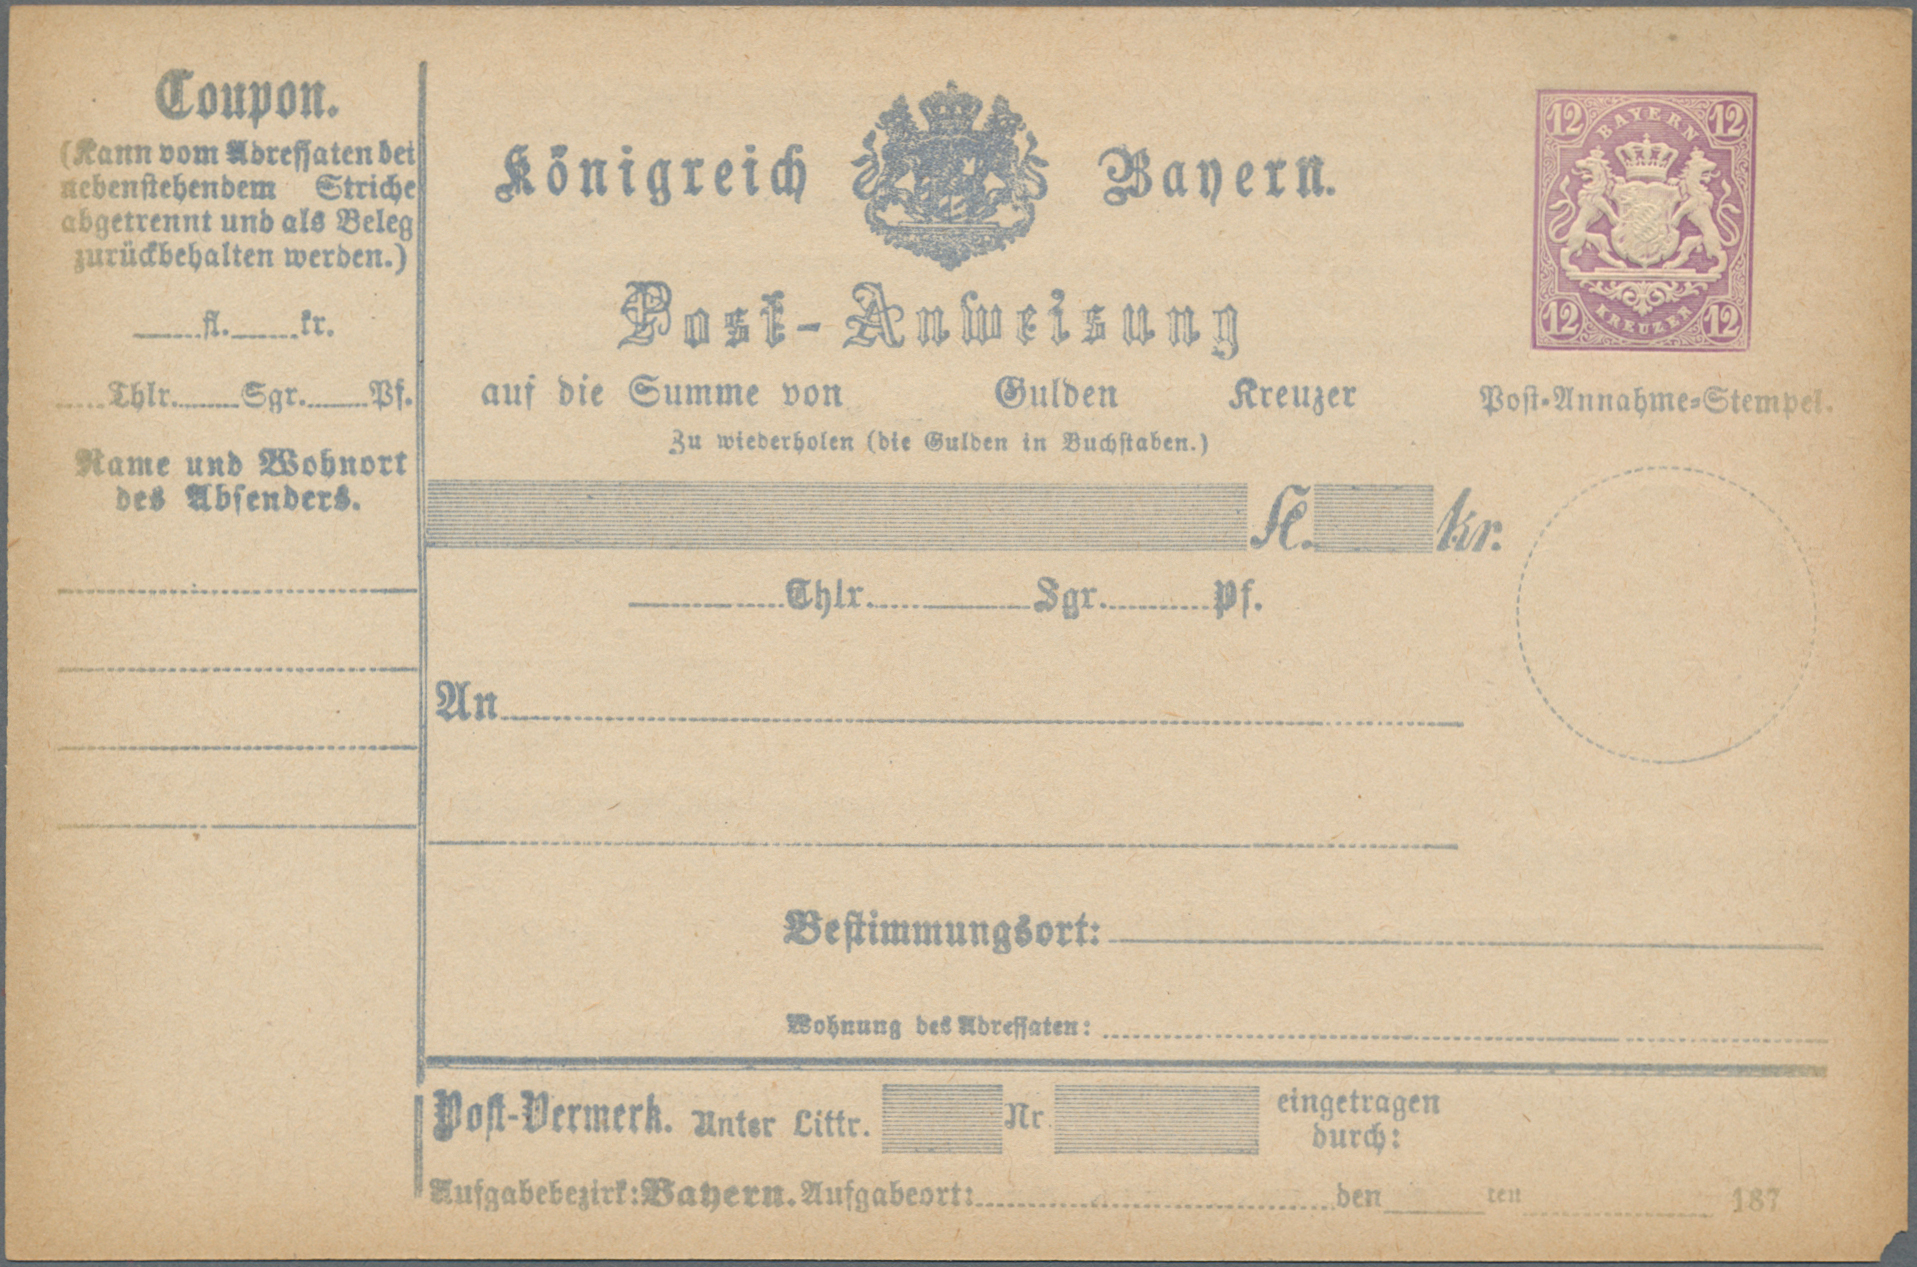 Coupon.
(Kann vom Adressaten bei
nebenstehendem Striche
abgetrennt und als Beleg
zurückbehalten werden.)
fl. kr.
Thlr. Sgr. Pf.
Name und Wohnort
des Absenders.
Königreich Bayern.
Post-Anweisung
auf die Summe von Gulden Kreuzer
Zu wiederholen (die Gulden in Buchstaben.)
fl. kr.
Thlr. Sgr. Pf.
An
Bestimmungsort:
Wohnung des Adressaten:
Post-Vermerk. Unter Littr. Nr. eingetragen
durch:
Aufgabebezirk: Bayern. Aufgabeort: den ten 187
12 BAYERN 12
12 KREUZER 12
Post-Annahme-Stempel.